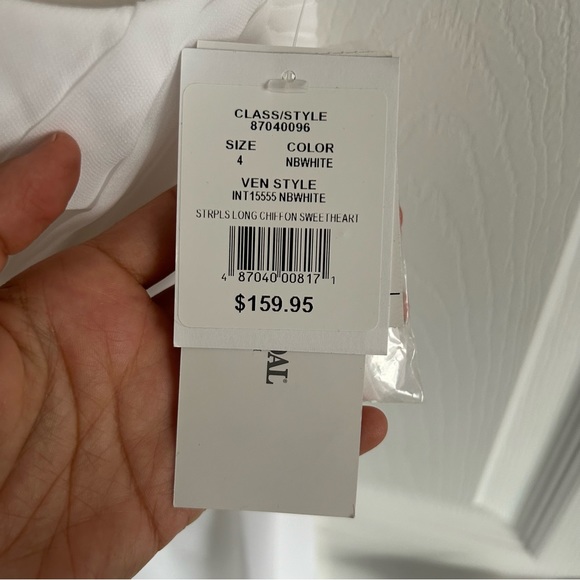 CLASS/STYLE
87040096
SIZE COLOR
4 NBWHITE
VEN STYLE
INT15555 NBWHITE
STRPLS LONG CHIFFON SWEETHEART
4 87040 00817 1
$159.95